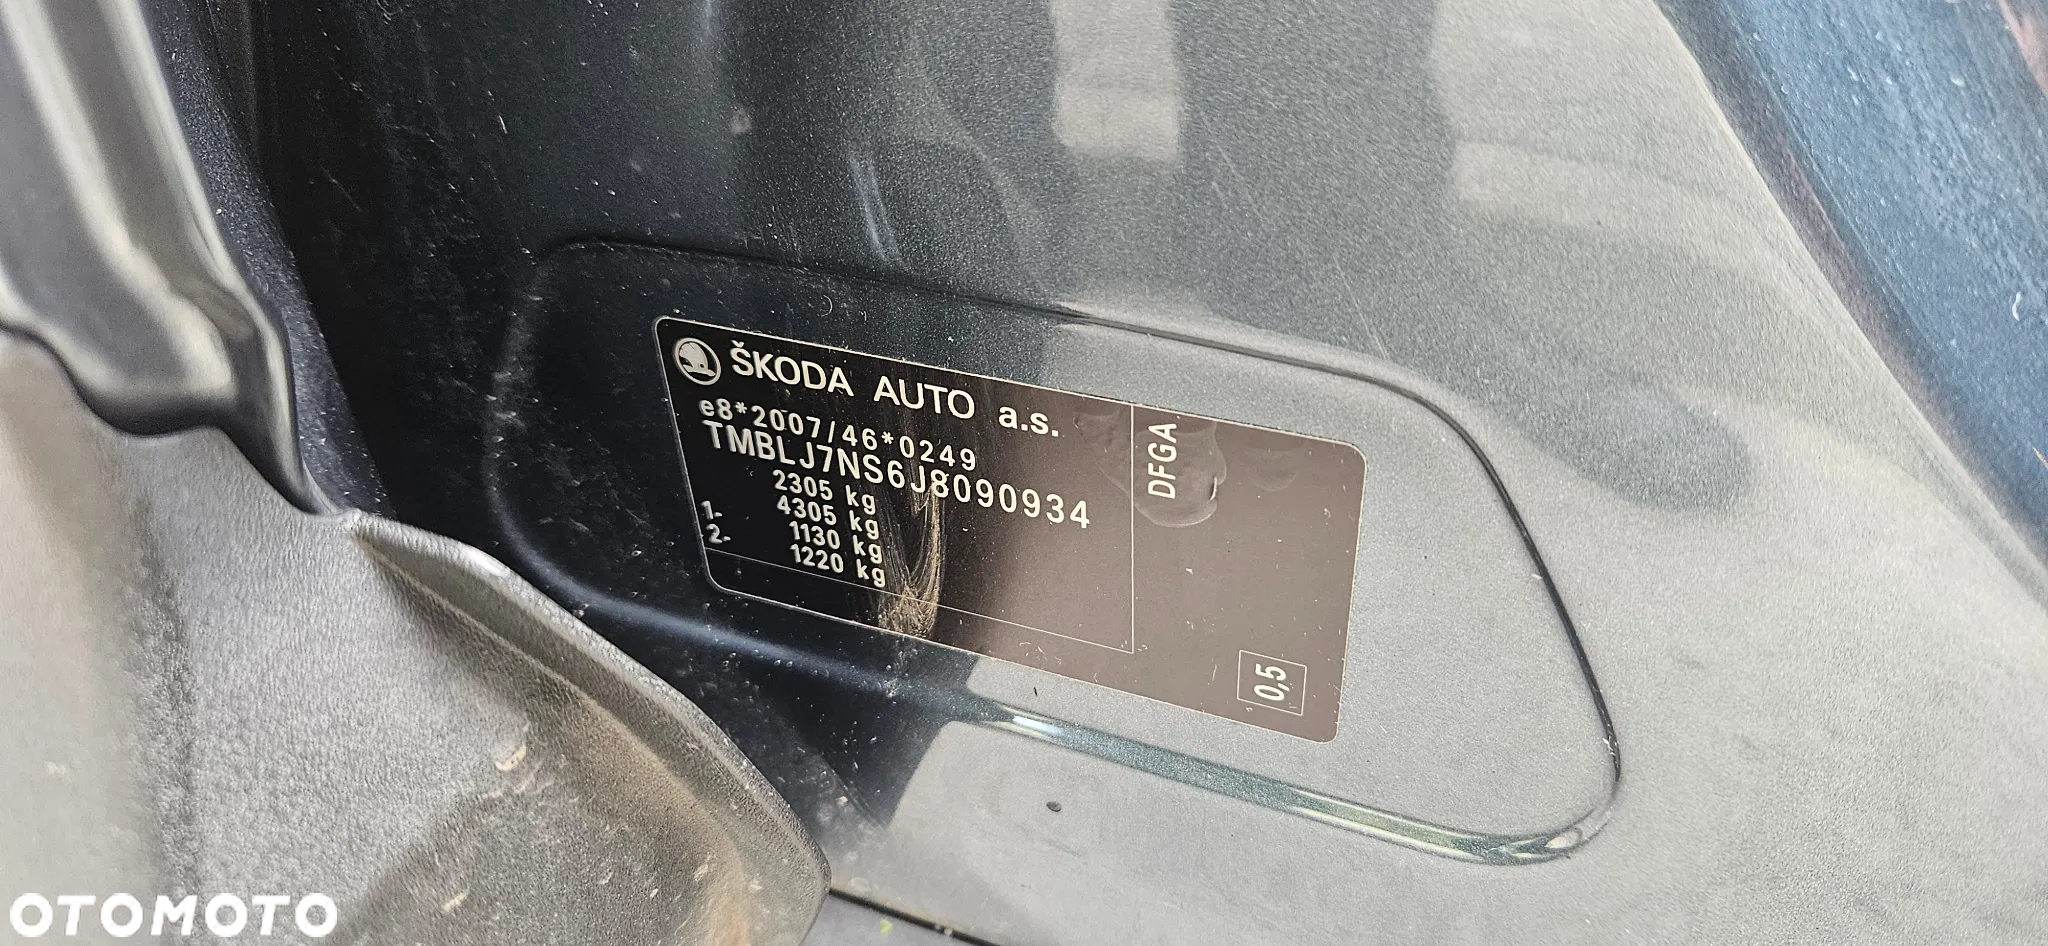 ŠKODA AUTO a.s.
e8*2007/46*0249
TMBLJ7NS6J8090934
2305 kg
4305 kg
1- 1130 kg
2- 1220 kg
DFGA
0,5
OTOMOTO